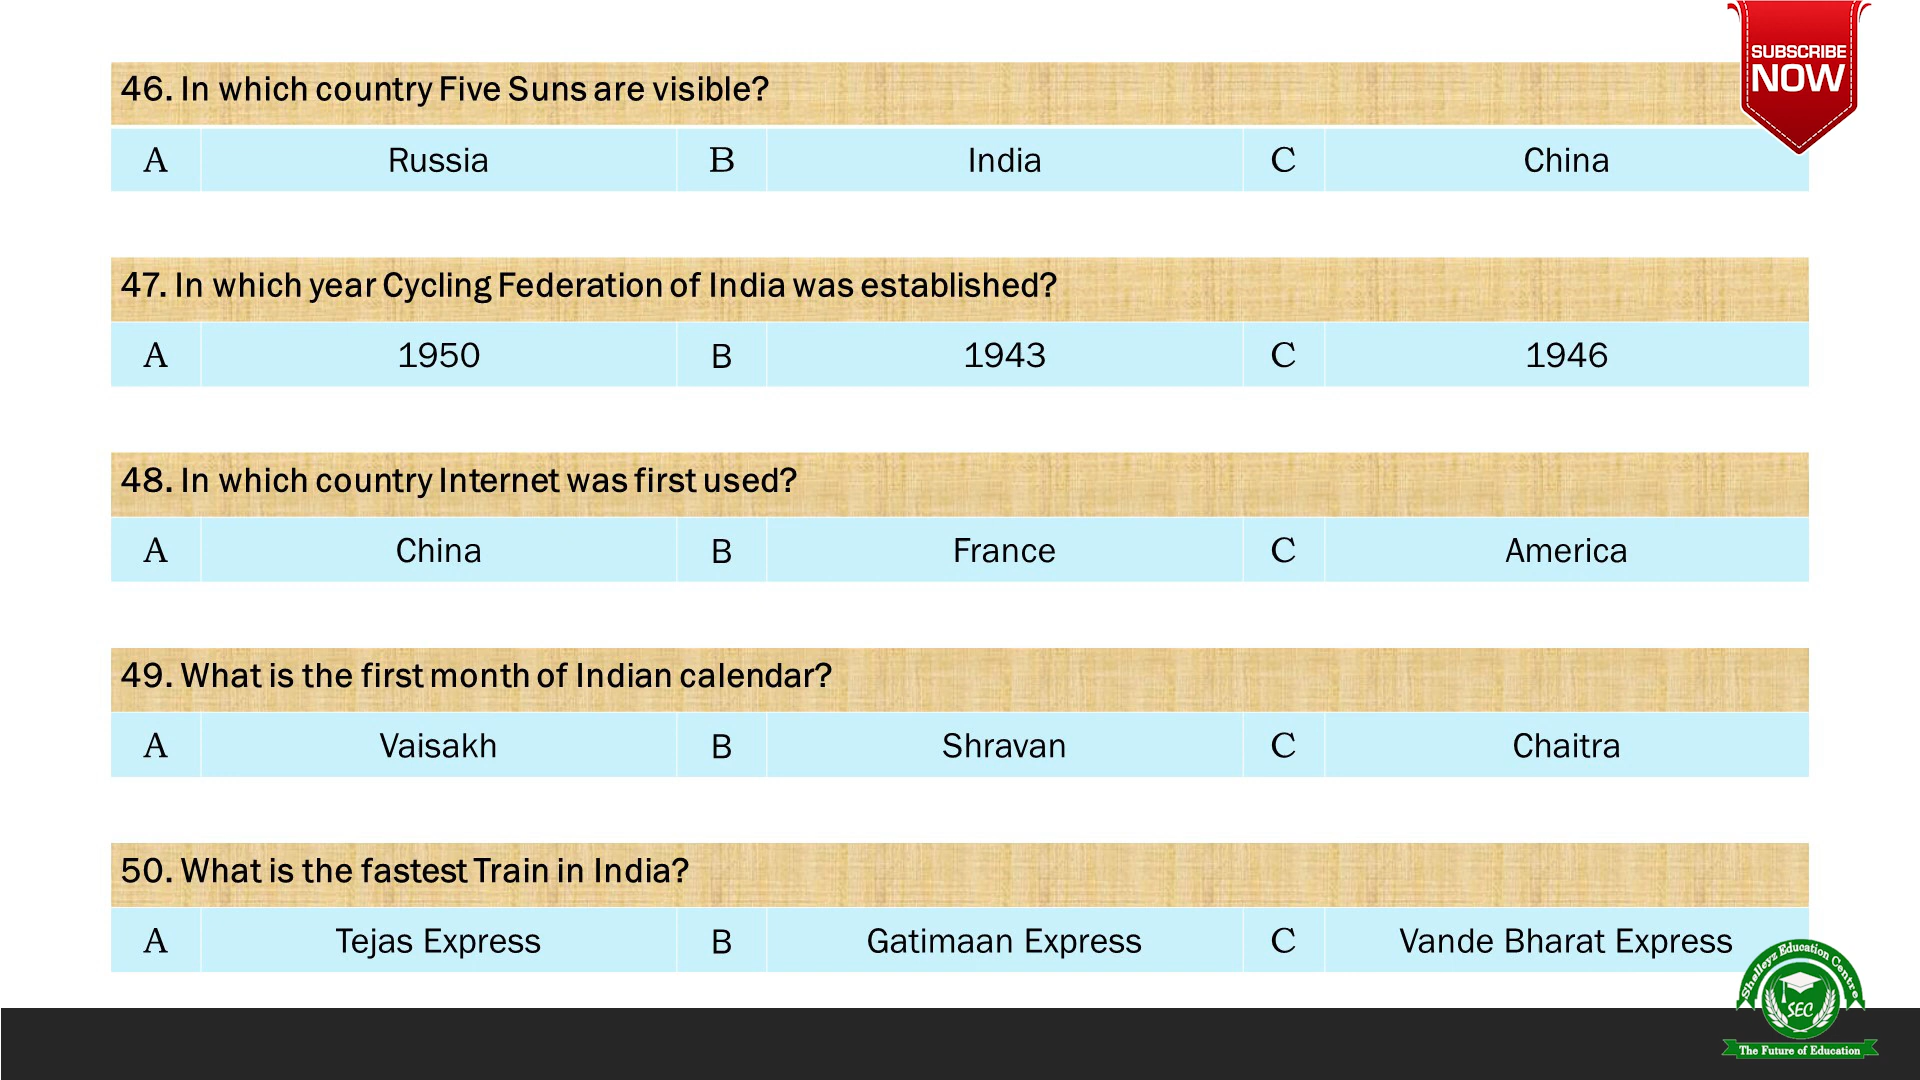 SUBSCRIBE
NOW
46. In which country Five Suns are visible?
A Russia B India C China
47. In which year Cycling Federation of India was established?
A 1950 B 1943 C 1946
48. In which country Internet was first used?
A China B France C America
49. What is the first month of Indian calendar?
A Vaisakh B Shravan C Chaitra
50. What is the fastest Train in India?
A Tejas Express B Gatimaan Express C Vande Bharat Express
Shalleyz Education Centre
SEC
The Future of Education